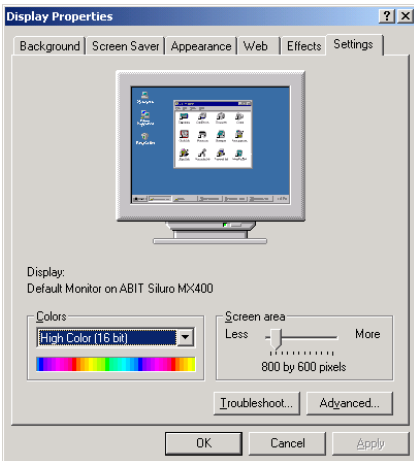 Display Properties
Background Screen Saver Appearance Web Effects Settings
Display:
Default Monitor on ABIT Siluro MX400
Colors
High Color (16 bit)
Screen area
Less More
800 by 600 pixels
Troubleshoot... Advanced...
OK Cancel Apply